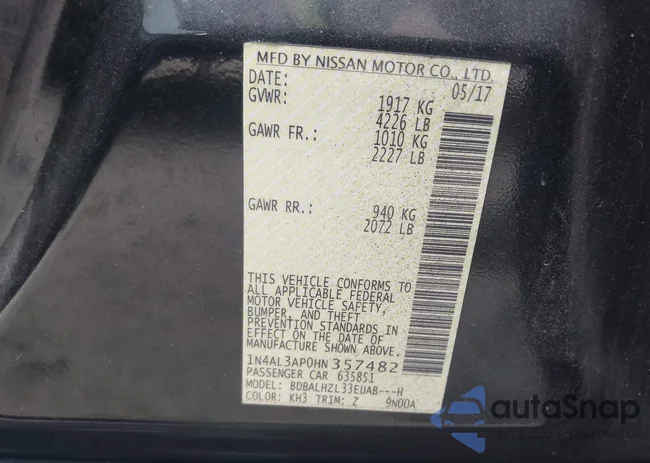 MFD BY NISSAN MOTOR CO., LTD.
DATE: 05/17
GVWR: 1917 KG
4226 LB
GAWR FR.: 1010 KG
2227 LB
GAWR RR.: 940 KG
2072 LB
THIS VEHICLE CONFORMS TO
ALL APPLICABLE FEDERAL
MOTOR VEHICLE SAFETY,
BUMPER, AND THEFT
PREVENTION STANDARDS IN
EFFECT ON THE DATE OF
MANUFACTURE SHOWN ABOVE.
1N4AL3AP0HN357482
PASSENGER CAR 635851
MODEL: BDBALHZL33EUAB---H
COLOR: KH3 TRIM: Z 9N00A
autoSnap